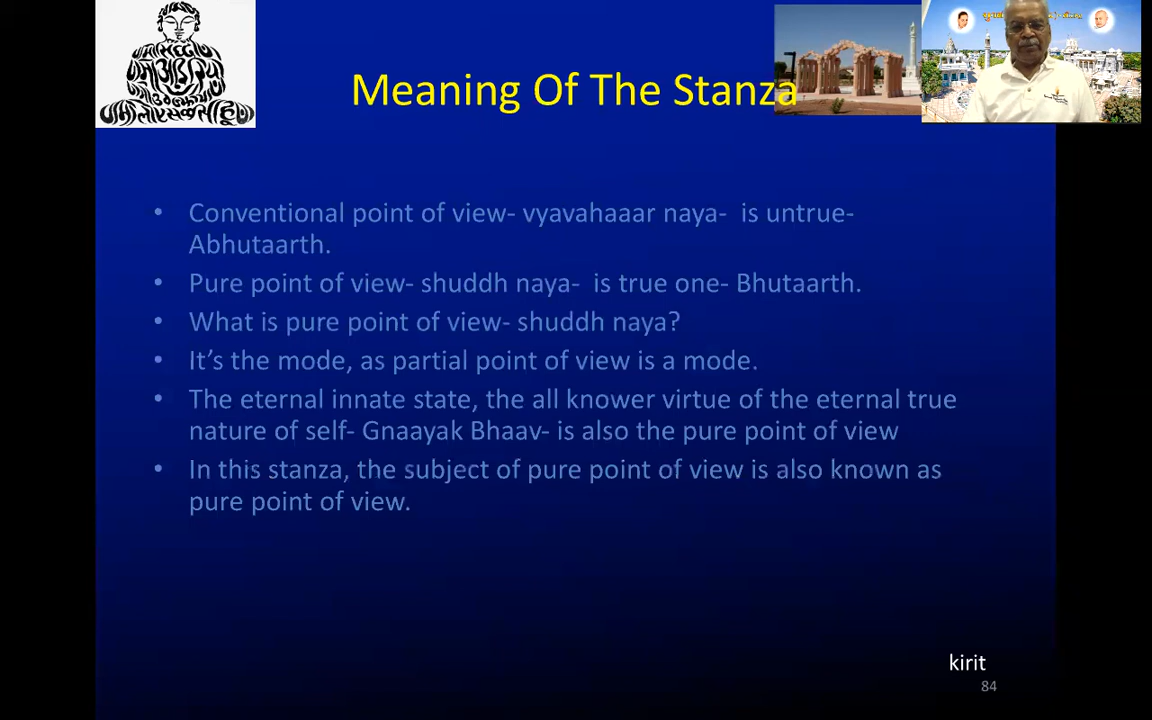 Meaning Of The Stanza
• Conventional point of view- vyavahaaar naya-  is untrue-
Abhutaarth.
• Pure point of view- shuddh naya-  is true one- Bhutaarth.
• What is pure point of view- shuddh naya?
• It’s the mode, as partial point of view is a mode.
• The eternal innate state, the all knower virtue of the eternal true
nature of self- Gnaayak Bhaav- is also the pure point of view
• In this stanza, the subject of pure point of view is also known as
pure point of view.
kirit
84